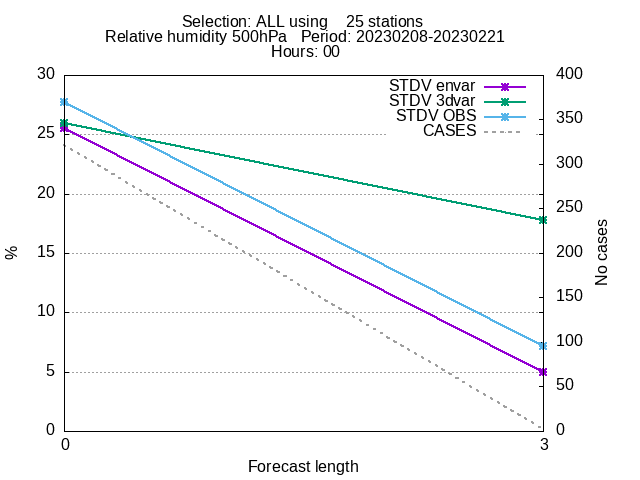 Selection: ALL using    25 stations
Relative humidity 500hPa   Period: 20230208-20230221
Hours: 00
STDV envar
STDV 3dvar
STDV OBS
CASES
30
25
20
15
10
5
0
%
400
350
300
250
200
150
100
50
0
No cases
0
3
Forecast length